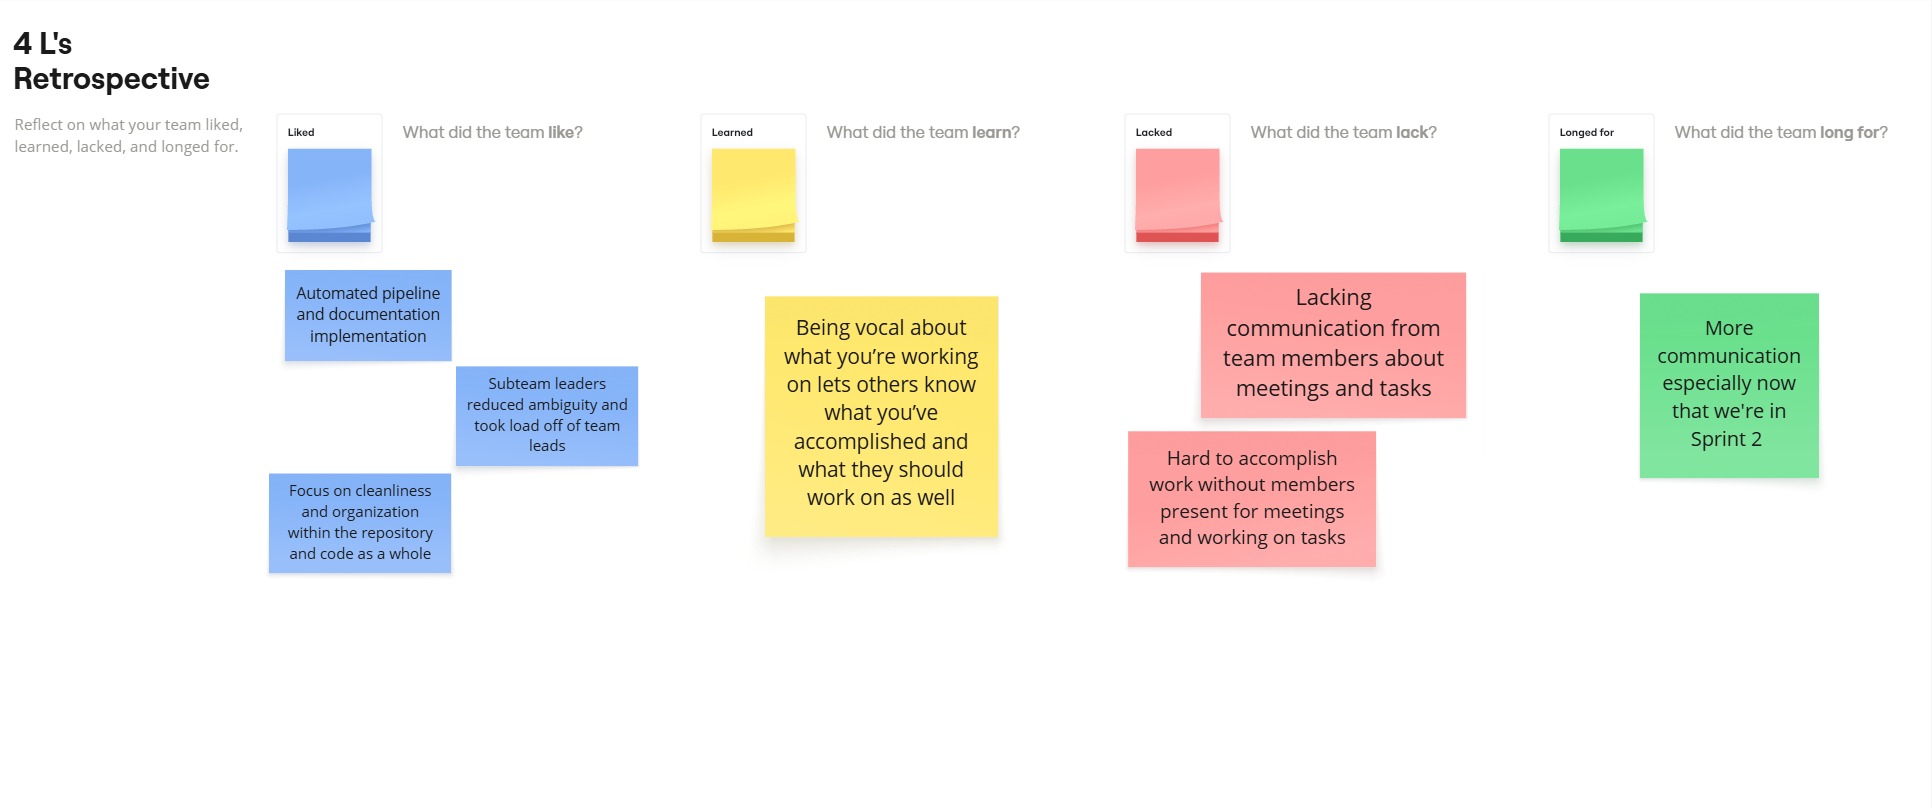 4 L's
Retrospective
Reflect on what your team liked,
learned, lacked, and longed for.
Liked
What did the team like?
Automated pipeline
and documentation
implementation
Subteam leaders
reduced ambiguity and
took load off of team
leads
Focus on cleanliness
and organization
within the repository
and code as a whole
Learned
What did the team learn?
Being vocal about
what you’re working
on lets others know
what you’ve
accomplished and
what they should
work on as well
Lacked
What did the team lack?
Lacking
communication from
team members about
meetings and tasks
Hard to accomplish
work without members
present for meetings
and working on tasks
Longed for
What did the team long for?
More
communication
especially now
that we're in
Sprint 2